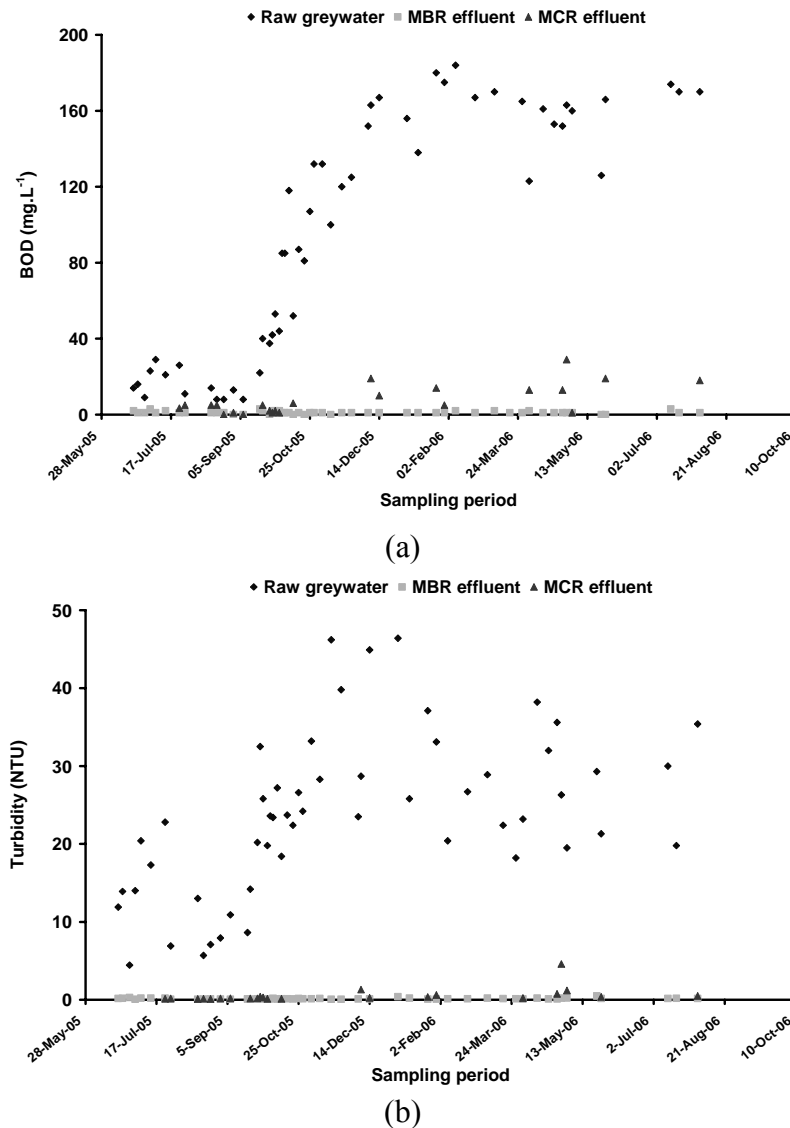 Raw greywater MBR effluent MCR effluent
200
160
120
80
40
0
BOD (mg.L⁻¹)
28-May-05
17-Jul-05
05-Sep-05
25-Oct-05
14-Dec-05
02-Feb-06
24-Mar-06
13-May-06
02-Jul-06
21-Aug-06
10-Oct-06
Sampling period
(a)
Raw greywater MBR effluent MCR effluent
50
40
30
20
10
0
Turbidity (NTU)
28-May-05
17-Jul-05
5-Sep-05
25-Oct-05
14-Dec-05
2-Feb-06
24-Mar-06
13-May-06
2-Jul-06
21-Aug-06
10-Oct-06
Sampling period
(b)